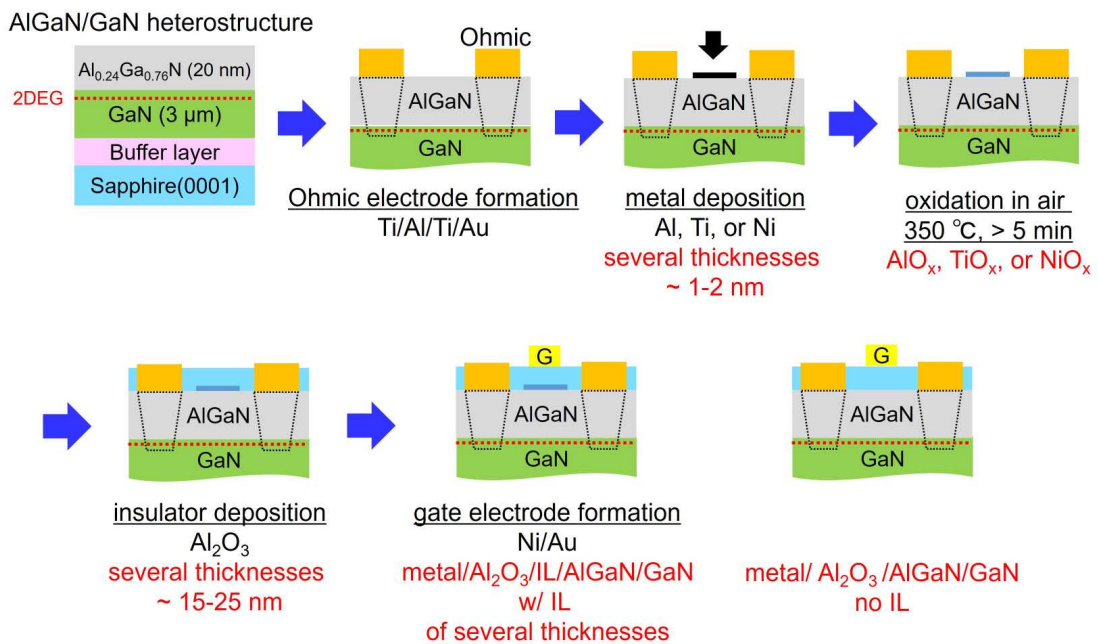 AlGaN/GaN heterostructure
Al0.24Ga0.76N (20 nm)
2DEG
GaN (3 μm)
Buffer layer
Sapphire(0001)
Ohmic
AlGaN
GaN
Ohmic electrode formation
Ti/Al/Ti/Au
AlGaN
GaN
metal deposition
Al, Ti, or Ni
several thicknesses
~ 1-2 nm
AlGaN
GaN
oxidation in air
350 ℃, > 5 min
AlOx, TiOx, or NiOx
AlGaN
GaN
insulator deposition
Al2O3
several thicknesses
~ 15-25 nm
G
AlGaN
GaN
gate electrode formation
Ni/Au
metal/Al2O3/IL/AlGaN/GaN
w/ IL
of several thicknesses
G
AlGaN
GaN
metal/ Al2O3 /AlGaN/GaN
no IL